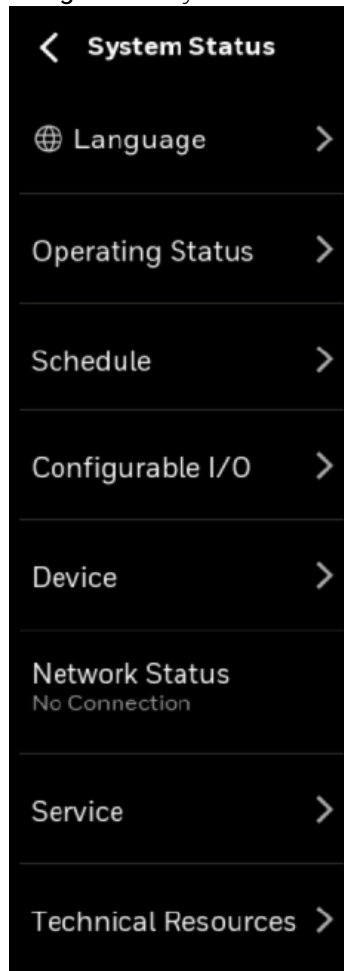 System Status
Language
Operating Status
Schedule
Configurable I/O
Device
Network Status
No Connection
Service
Technical Resources